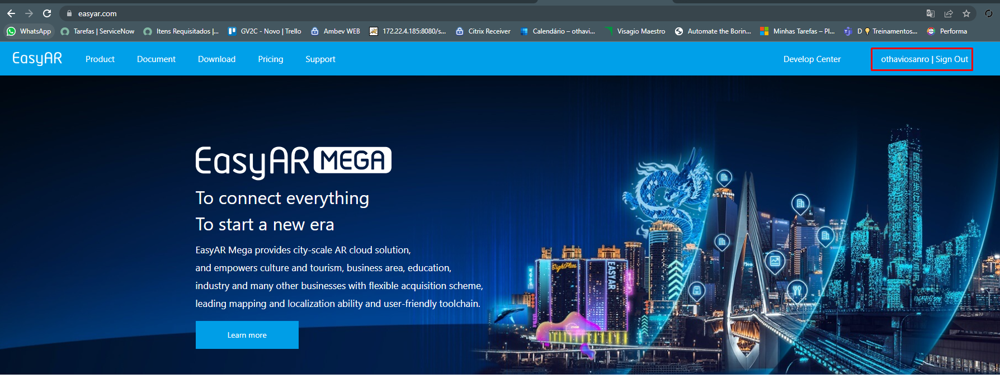 easyar.com
WhatsApp
Tarefas | ServiceNow
Itens Requisitados |...
GV2C - Novo | Trello
Ambev WEB
172.22.4.185:8080/s...
Citrix Receiver
Calendário – othavi...
Visagio Maestro
Automate the Borin...
Minhas Tarefas – Pl...
D
Treinamentos...
Performa
EasyAR
Product
Document
Download
Pricing
Support
Develop Center
othaviosanro | Sign Out
EasyAR MEGA
To connect everything
To start a new era
EasyAR Mega provides city-scale AR cloud solution,
and empowers culture and tourism, business area, education,
industry and many other businesses with flexible acquisition scheme,
leading mapping and localization ability and user-friendly toolchain.
Learn more
SightPlus
EASYAR